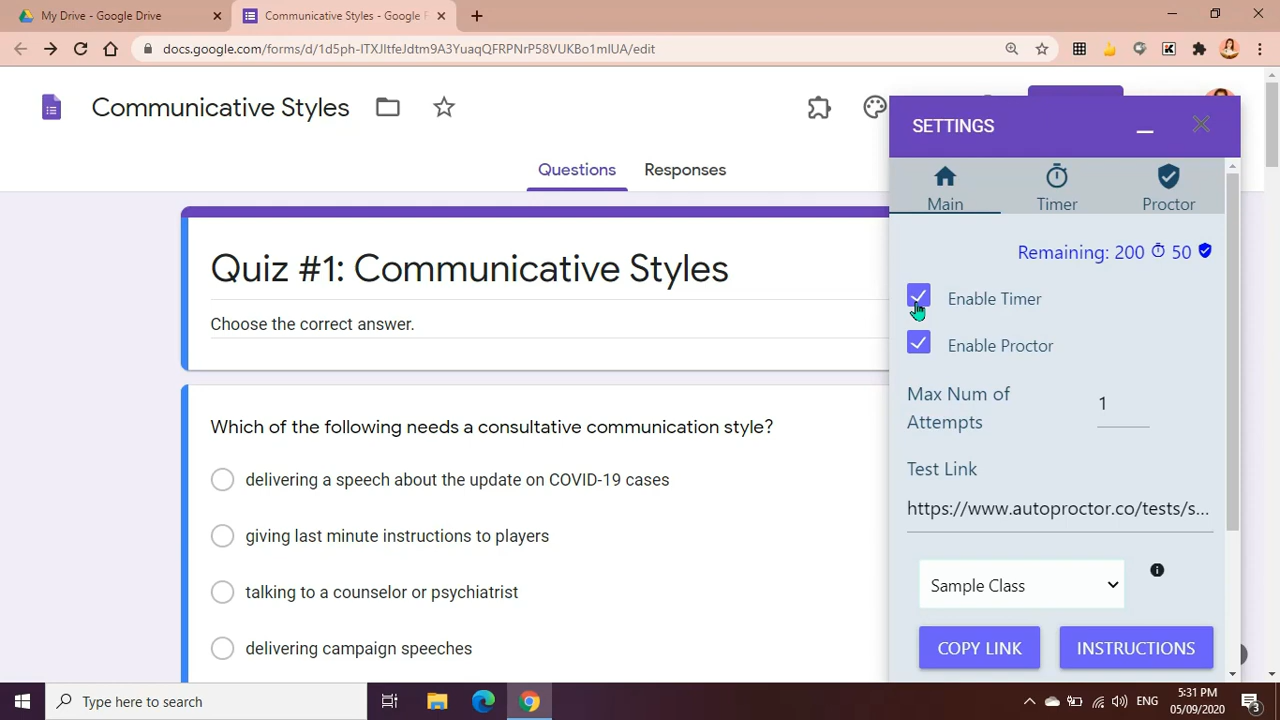 My Drive - Google Drive
Communicative Styles - Google F
docs.google.com/forms/d/1d5ph-lTXJItfeJdtm9A3YuaqQFRPNrP58VUKBo1mIUA/edit
Communicative Styles
Questions
Responses
Quiz #1: Communicative Styles
Choose the correct answer.
Which of the following needs a consultative communication style?
delivering a speech about the update on COVID-19 cases
giving last minute instructions to players
talking to a counselor or psychiatrist
delivering campaign speeches
SETTINGS
Main
Timer
Proctor
Remaining: 200 50
Enable Timer
Enable Proctor
Max Num of
Attempts
1
Test Link
https://www.autoproctor.co/tests/s...
Sample Class
COPY LINK
INSTRUCTIONS
Type here to search
ENG
5:31 PM
05/09/2020
3